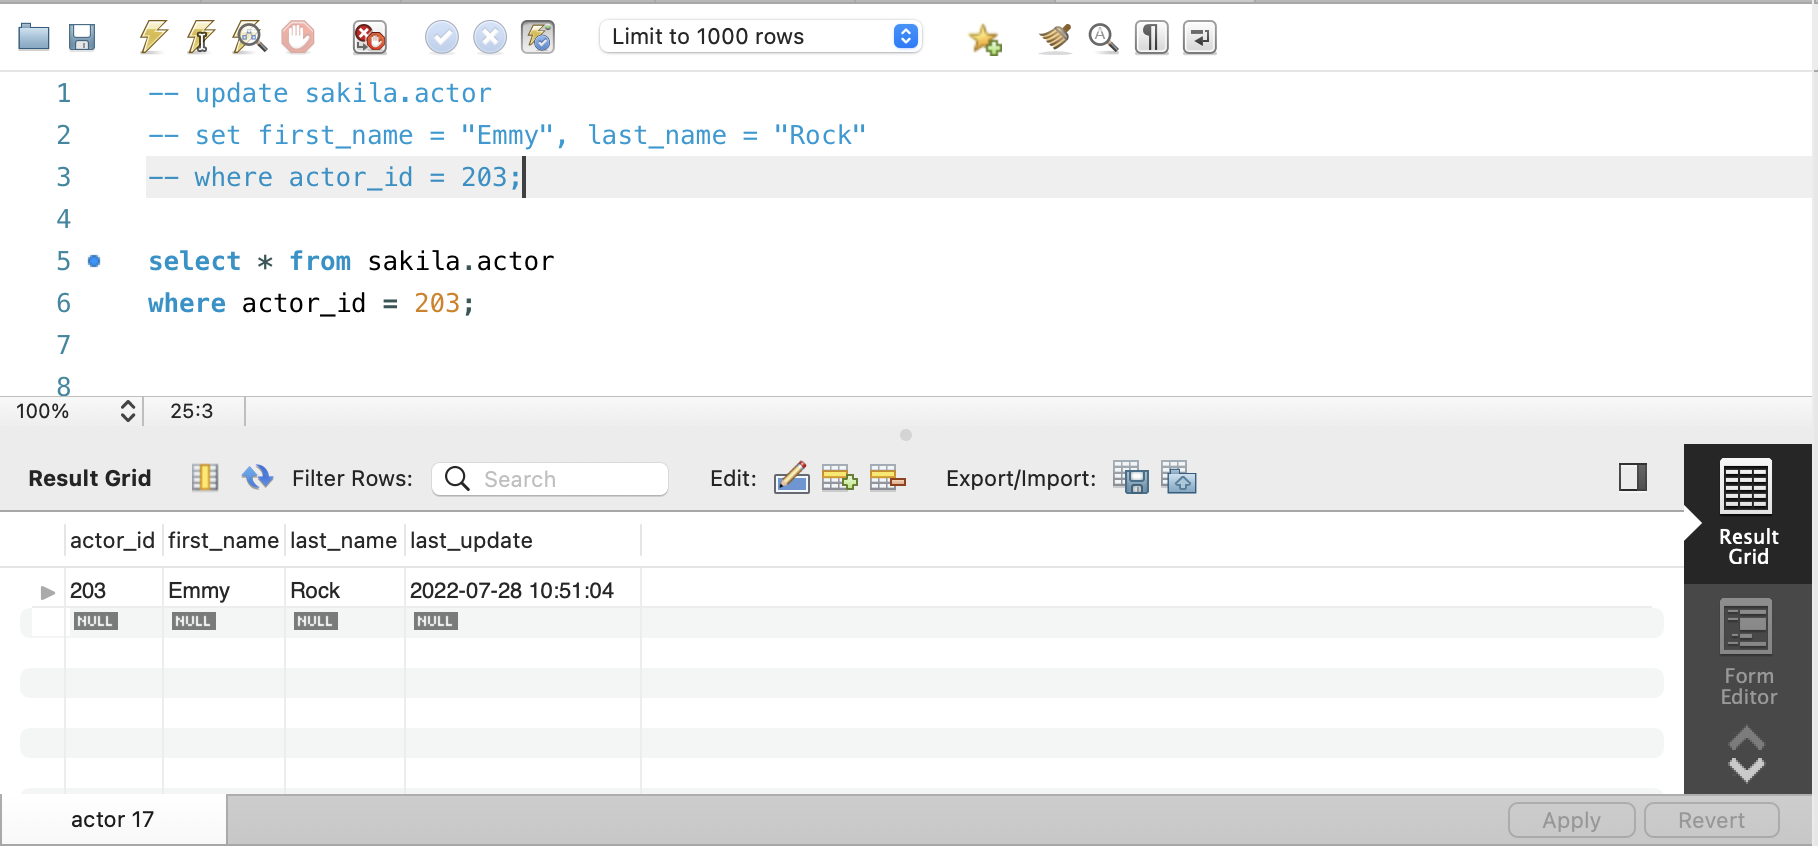 Limit to 1000 rows
1 -- update sakila.actor
2 -- set first_name = "Emmy", last_name = "Rock"
3 -- where actor_id = 203;
4
5 select * from sakila.actor
6 where actor_id = 203;
7
8
100% 25:3
Result Grid Filter Rows: Search Edit: Export/Import:
actor_id first_name last_name last_update
203 Emmy Rock 2022-07-28 10:51:04
NULL NULL NULL NULL
Result
Grid
Form
Editor
actor 17 Apply Revert